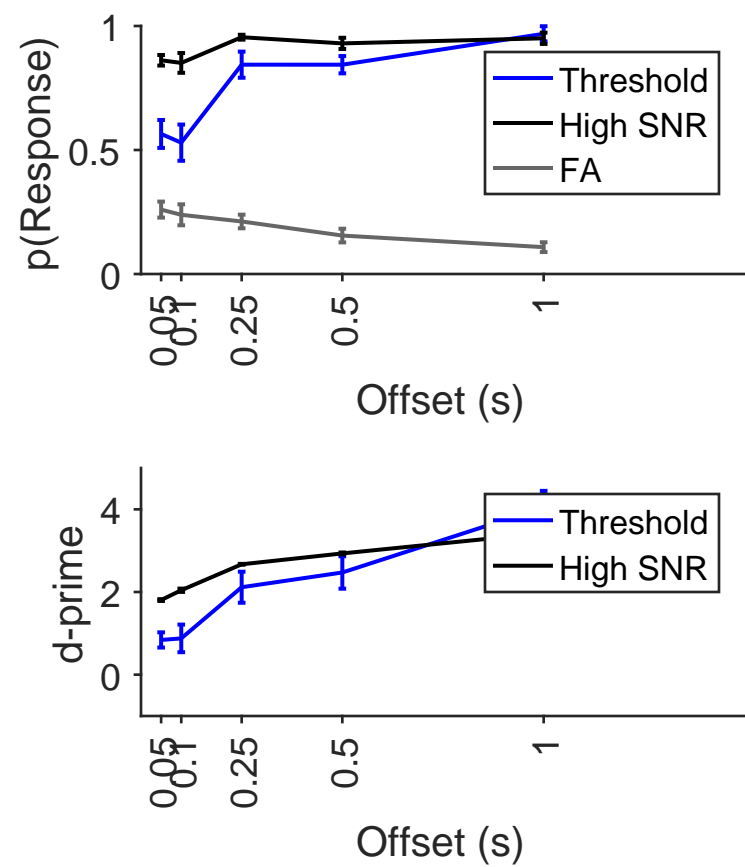 1
0.5
0
p(Response)
Threshold
High SNR
FA
0.05
0.1
0.25
0.5
1
Offset (s)
4
2
0
d-prime
Threshold
High SNR
0.05
0.1
0.25
0.5
1
Offset (s)